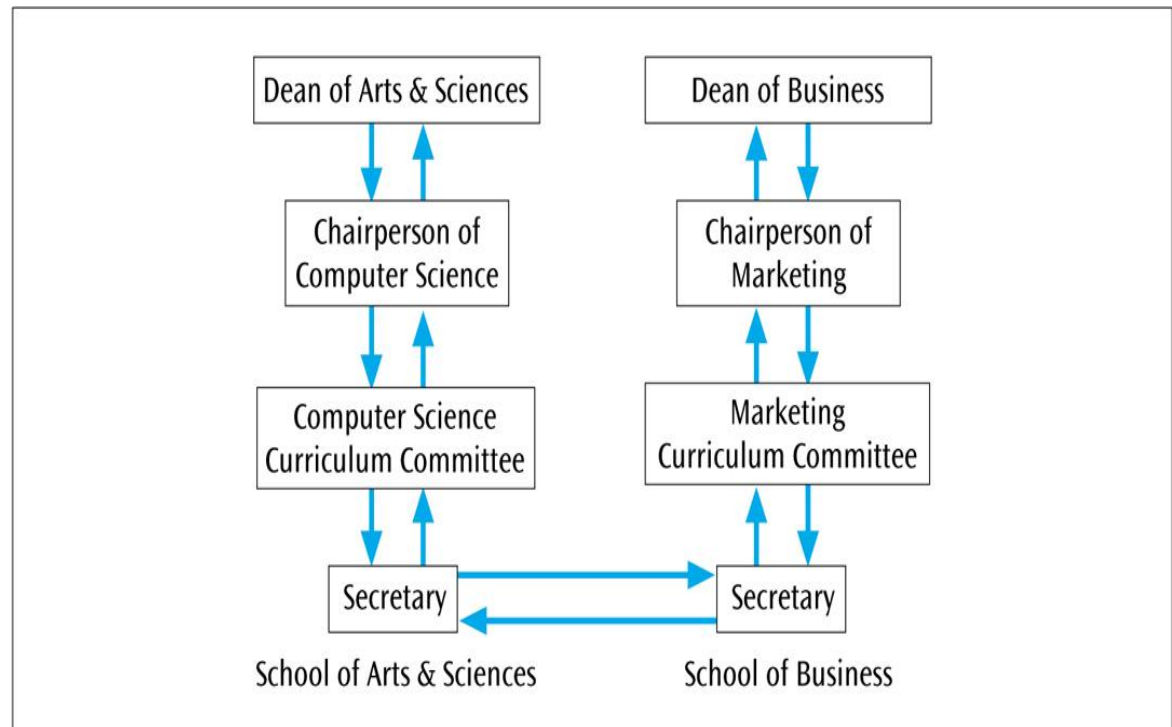 Dean of Arts & Sciences
Dean of Business
Chairperson of
Computer Science
Chairperson of
Marketing
Computer Science
Curriculum Committee
Marketing
Curriculum Committee
Secretary
Secretary
School of Arts & Sciences
School of Business